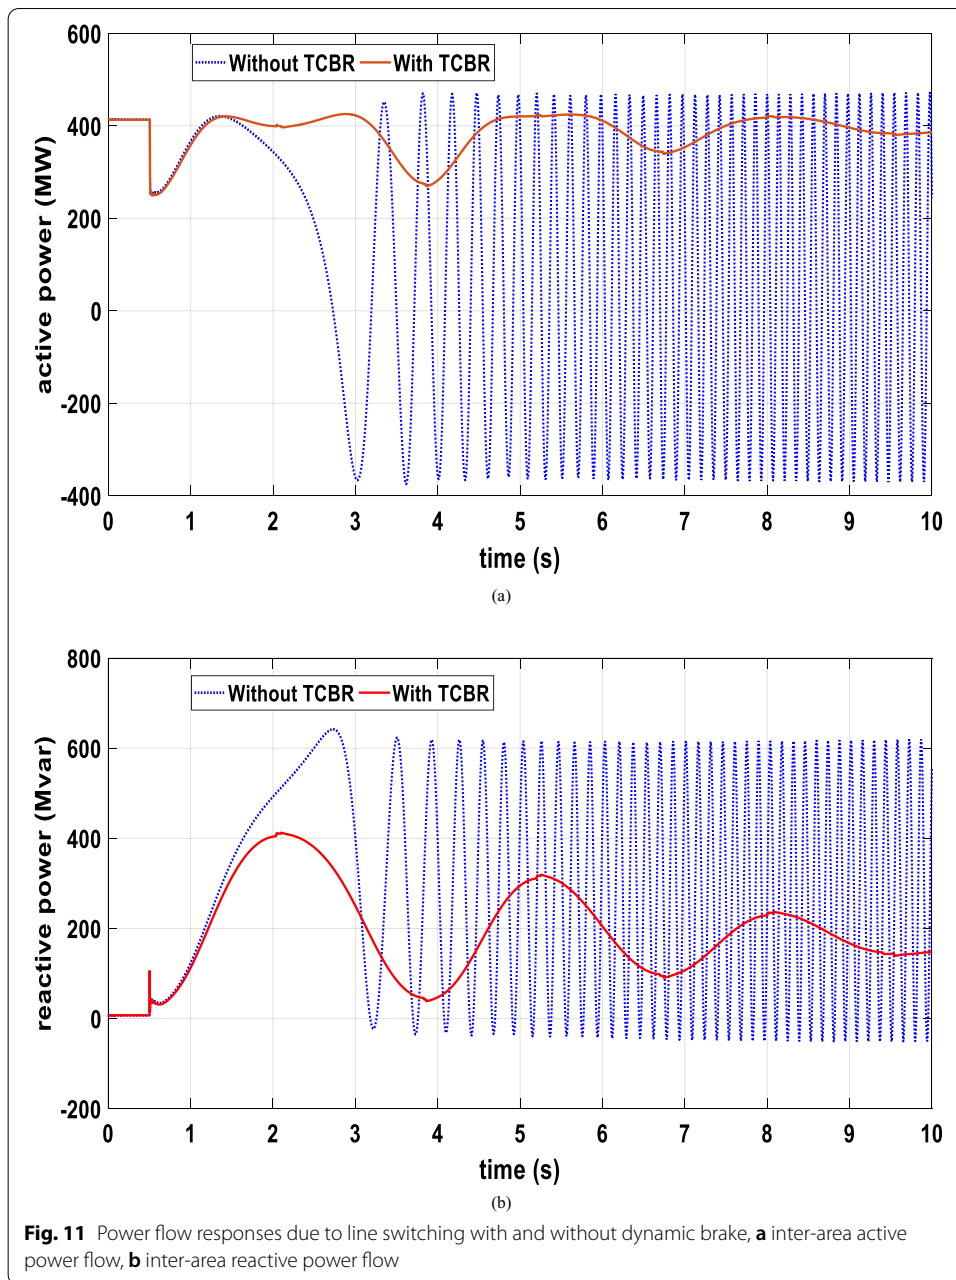 600
400
200
0
-200
-400
active power (MW)
Without TCBR With TCBR
0 1 2 3 4 5 6 7 8 9 10
time (s)
(a)
800
600
400
200
0
-200
reactive power (Mvar)
Without TCBR With TCBR
0 1 2 3 4 5 6 7 8 9 10
time (s)
(b)
Fig. 11 Power flow responses due to line switching with and without dynamic brake, a inter-area active
power flow, b inter-area reactive power flow